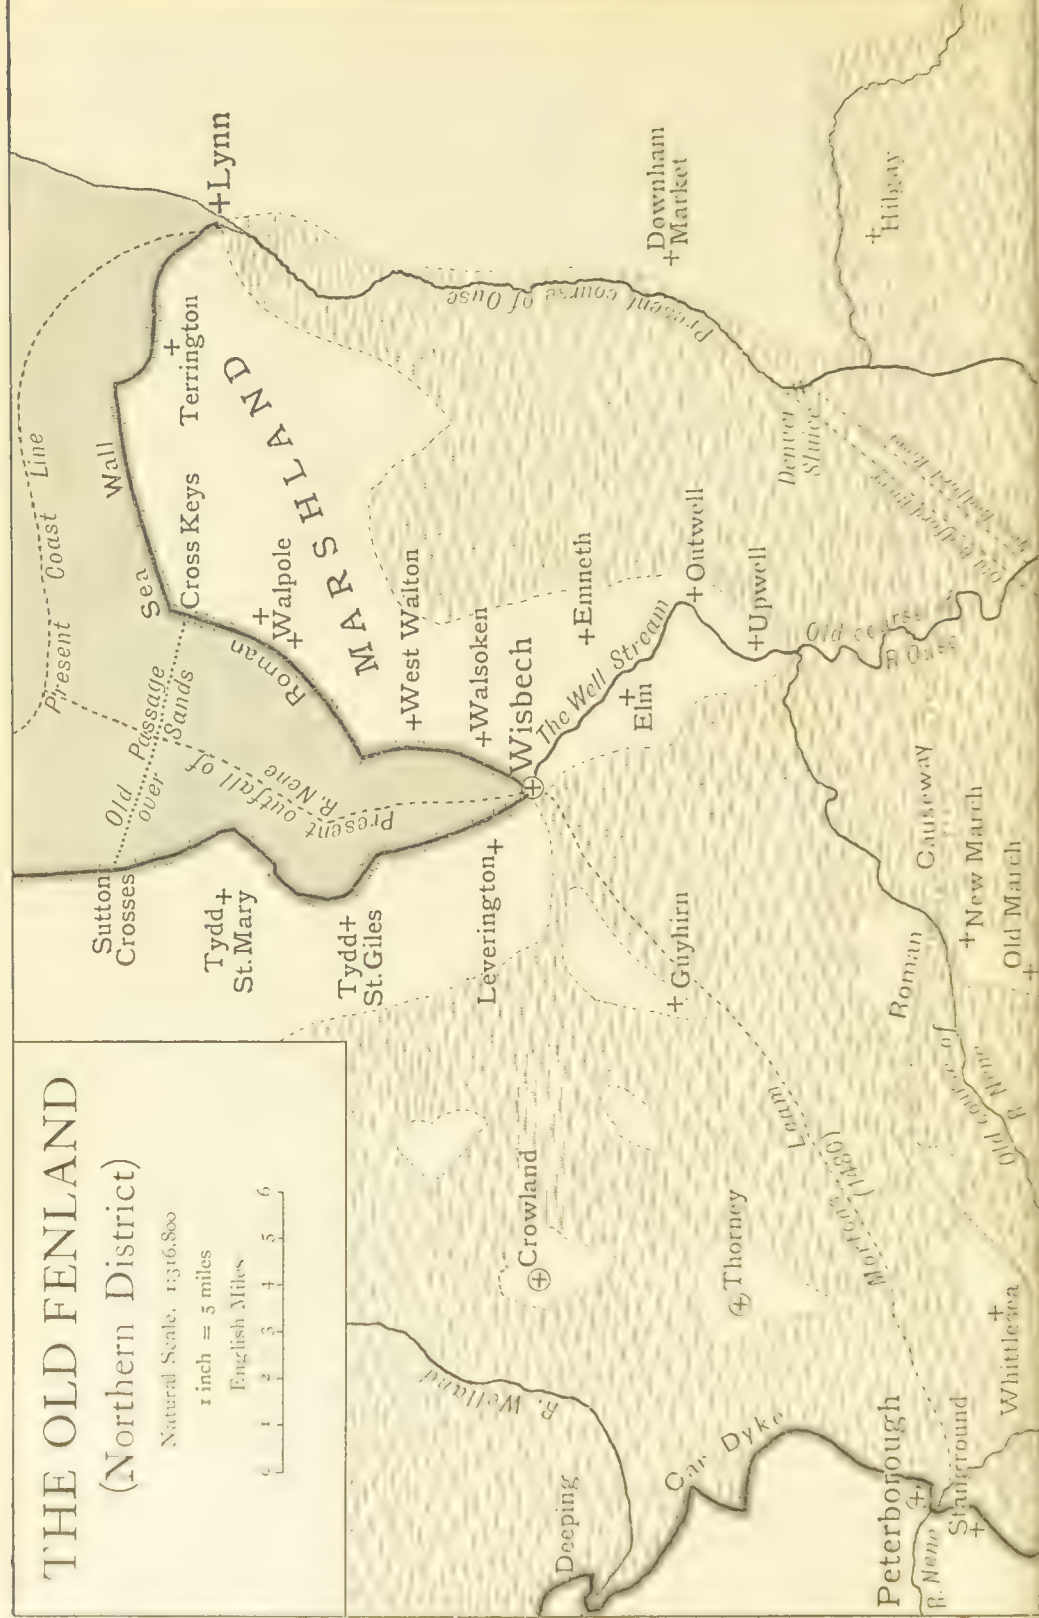 THE OLD FENLAND
(Northern District)
Natural Scale, 1:316,800
1 inch = 5 miles
English Miles
0 1 2 3 4 5 6
Present Coast Line
Sea Wall
Roman
Old Passage
over Sands
Present outfall of
R. Nene
Sutton
Crosses
Tydd
St. Mary
Tydd
St. Giles
Leverington
Cross Keys
Terrington
Lynn
Walpole
MARSHLAND
West Walton
Walsoken
Wisbech
The Well Stream
Emneth
Elm
Outwell
Upwell
Present course of Ouse
Downham
Market
Hilgay
Denver
Sluice
Old Bedford River
Old course
R. Ouse
Guyhirn
Crowland
Thorney
Morton's Leam
(1480)
Roman Causeway
New March
Old March
Old course of
R. Nene
R. Welland
Deeping
Car Dyke
Peterborough
R. Nene
Stanground
Whittlesea